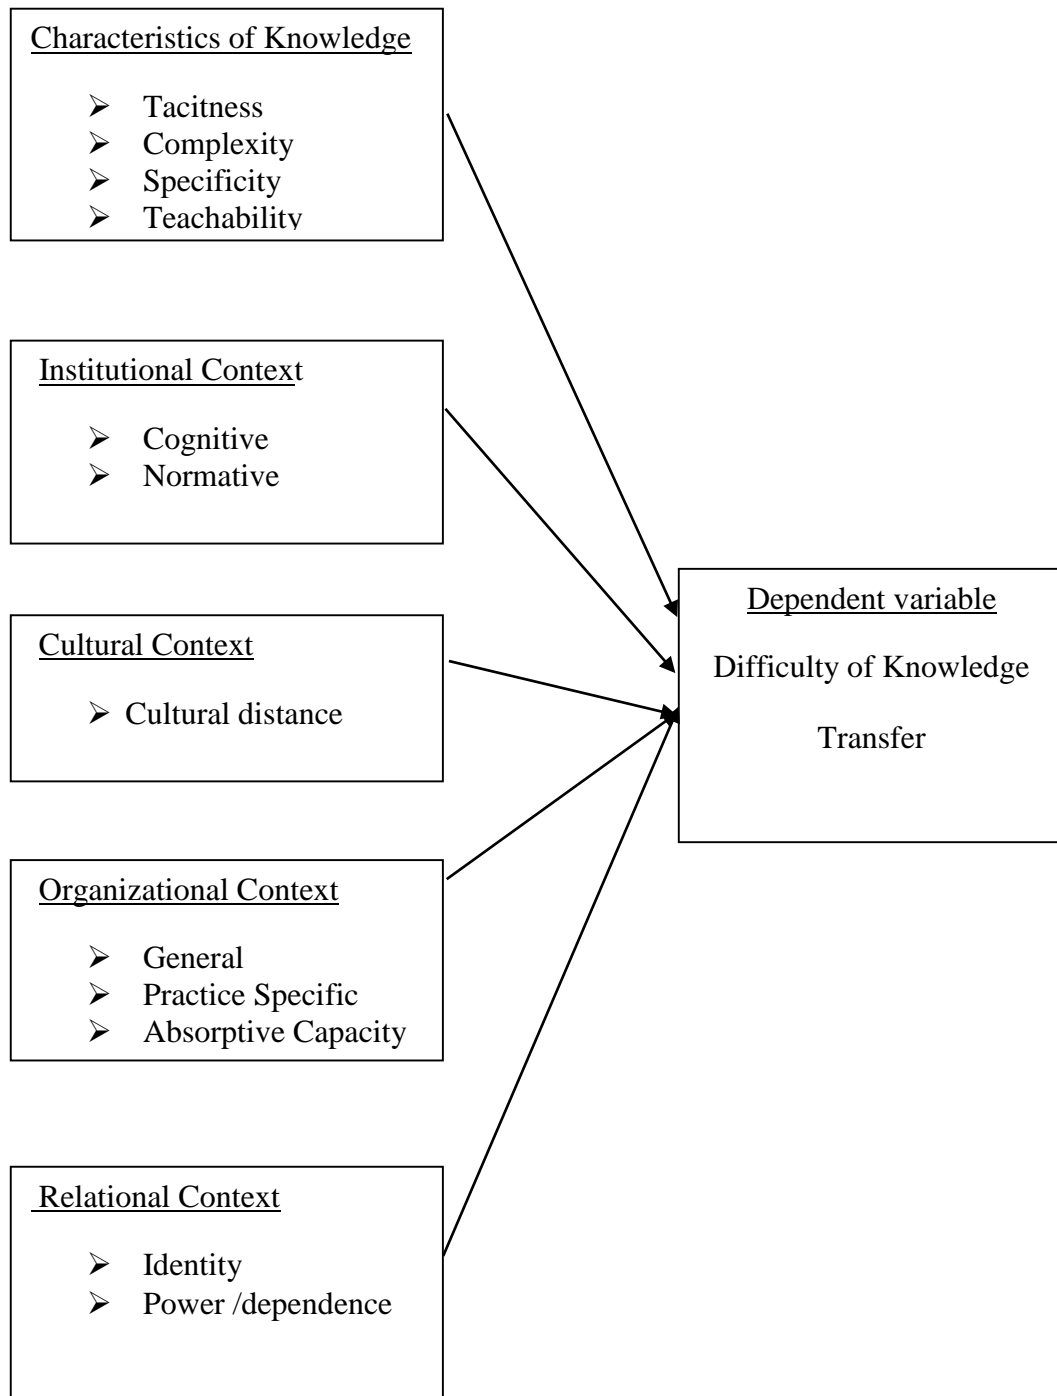 Characteristics of Knowledge
➢ Tacitness
➢ Complexity
➢ Specificity
➢ Teachability
Institutional Context
➢ Cognitive
➢ Normative
Cultural Context
➢ Cultural distance
Organizational Context
➢ General
➢ Practice Specific
➢ Absorptive Capacity
Relational Context
➢ Identity
➢ Power /dependence
Dependent variable
Difficulty of Knowledge
Transfer